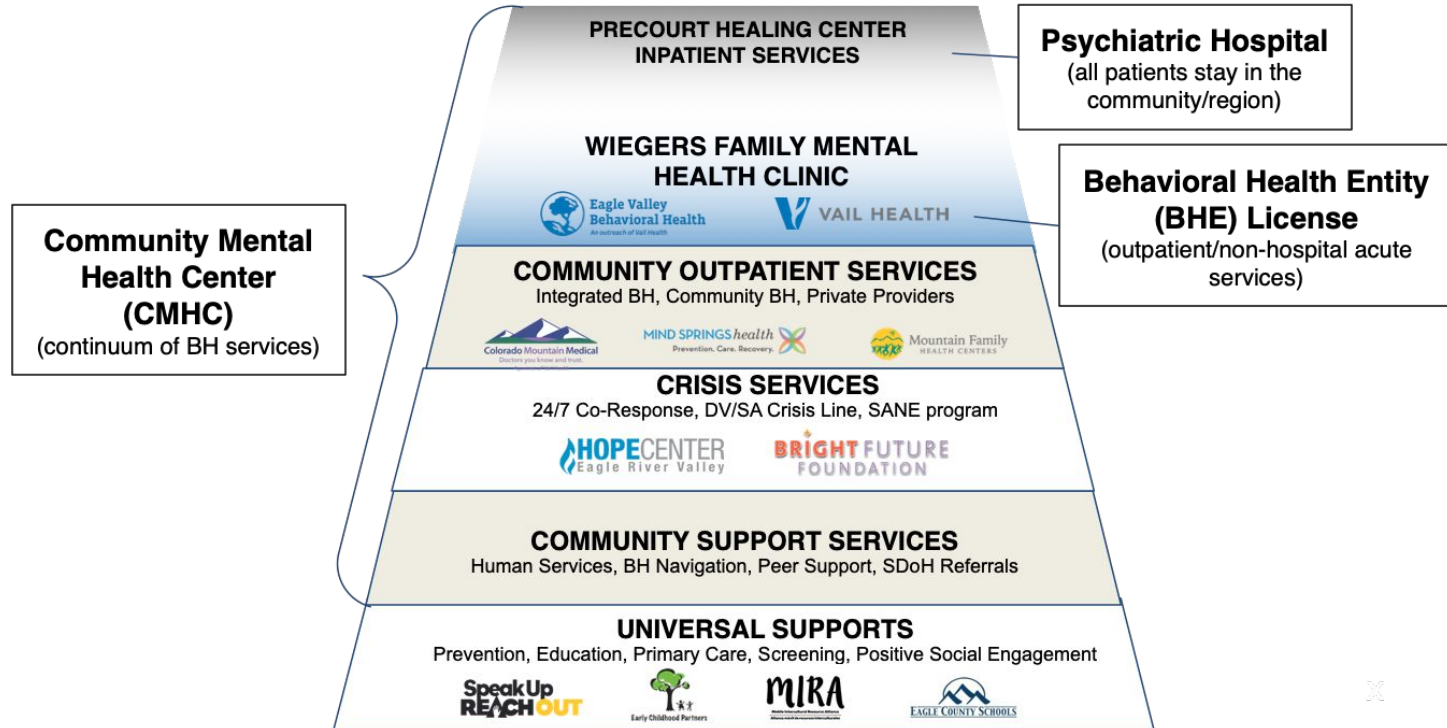 PRECOURT HEALING CENTER
INPATIENT SERVICES
Psychiatric Hospital
(all patients stay in the
community/region)
WIEGERS FAMILY MENTAL
HEALTH CLINIC
Eagle Valley
Behavioral Health
An outreach of Vail Health
VAIL HEALTH
Behavioral Health Entity
(BHE) License
(outpatient/non-hospital acute
services)
Community Mental
Health Center
(CMHC)
(continuum of BH services)
COMMUNITY OUTPATIENT SERVICES
Integrated BH, Community BH, Private Providers
Colorado Mountain Medical
Doctors you know and trust.
MIND SPRINGS health
Prevention. Care. Recovery.
Mountain Family
HEALTH CENTERS
CRISIS SERVICES
24/7 Co-Response, DV/SA Crisis Line, SANE program
HOPECENTER
Eagle River Valley
BRIGHT FUTURE
FOUNDATION
COMMUNITY SUPPORT SERVICES
Human Services, BH Navigation, Peer Support, SDoH Referrals
UNIVERSAL SUPPORTS
Prevention, Education, Primary Care, Screening, Positive Social Engagement
SpeakUp
REACHOUT
Early Childhood Partners
MIRA
EAGLE COUNTY SCHOOLS